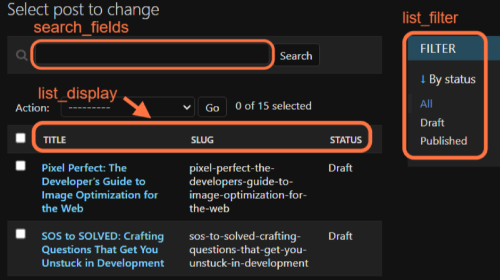 Select post to change
search_fields
Search
list_display
Action: --------- Go 0 of 15 selected
TITLE SLUG STATUS
Pixel Perfect: The pixel-perfect-the- Draft
Developer's Guide to developers-guide-to-
Image Optimization for image-optimization-for
the Web -the-web
SOS to SOLVED: Crafting sos-to-solved-crafting- Draft
Questions That Get You questions-that-get-you-
Unstuck in Development unstuck-in-development
list_filter
FILTER
↓ By status
All
Draft
Published